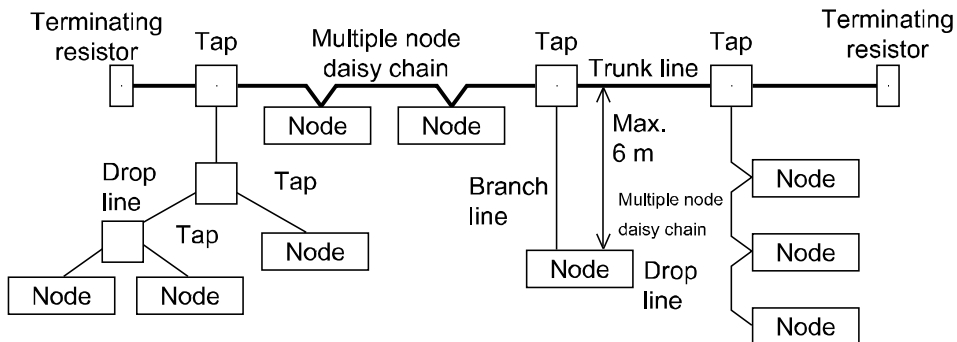 Terminating
resistor
Tap
Multiple node
daisy chain
Tap
Trunk line
Tap
Terminating
resistor
Node
Node
Max.
6 m
Drop
line
Tap
Branch
line
Multiple node
daisy chain
Node
Tap
Node
Node
Node
Node
Drop
line
Node
Node